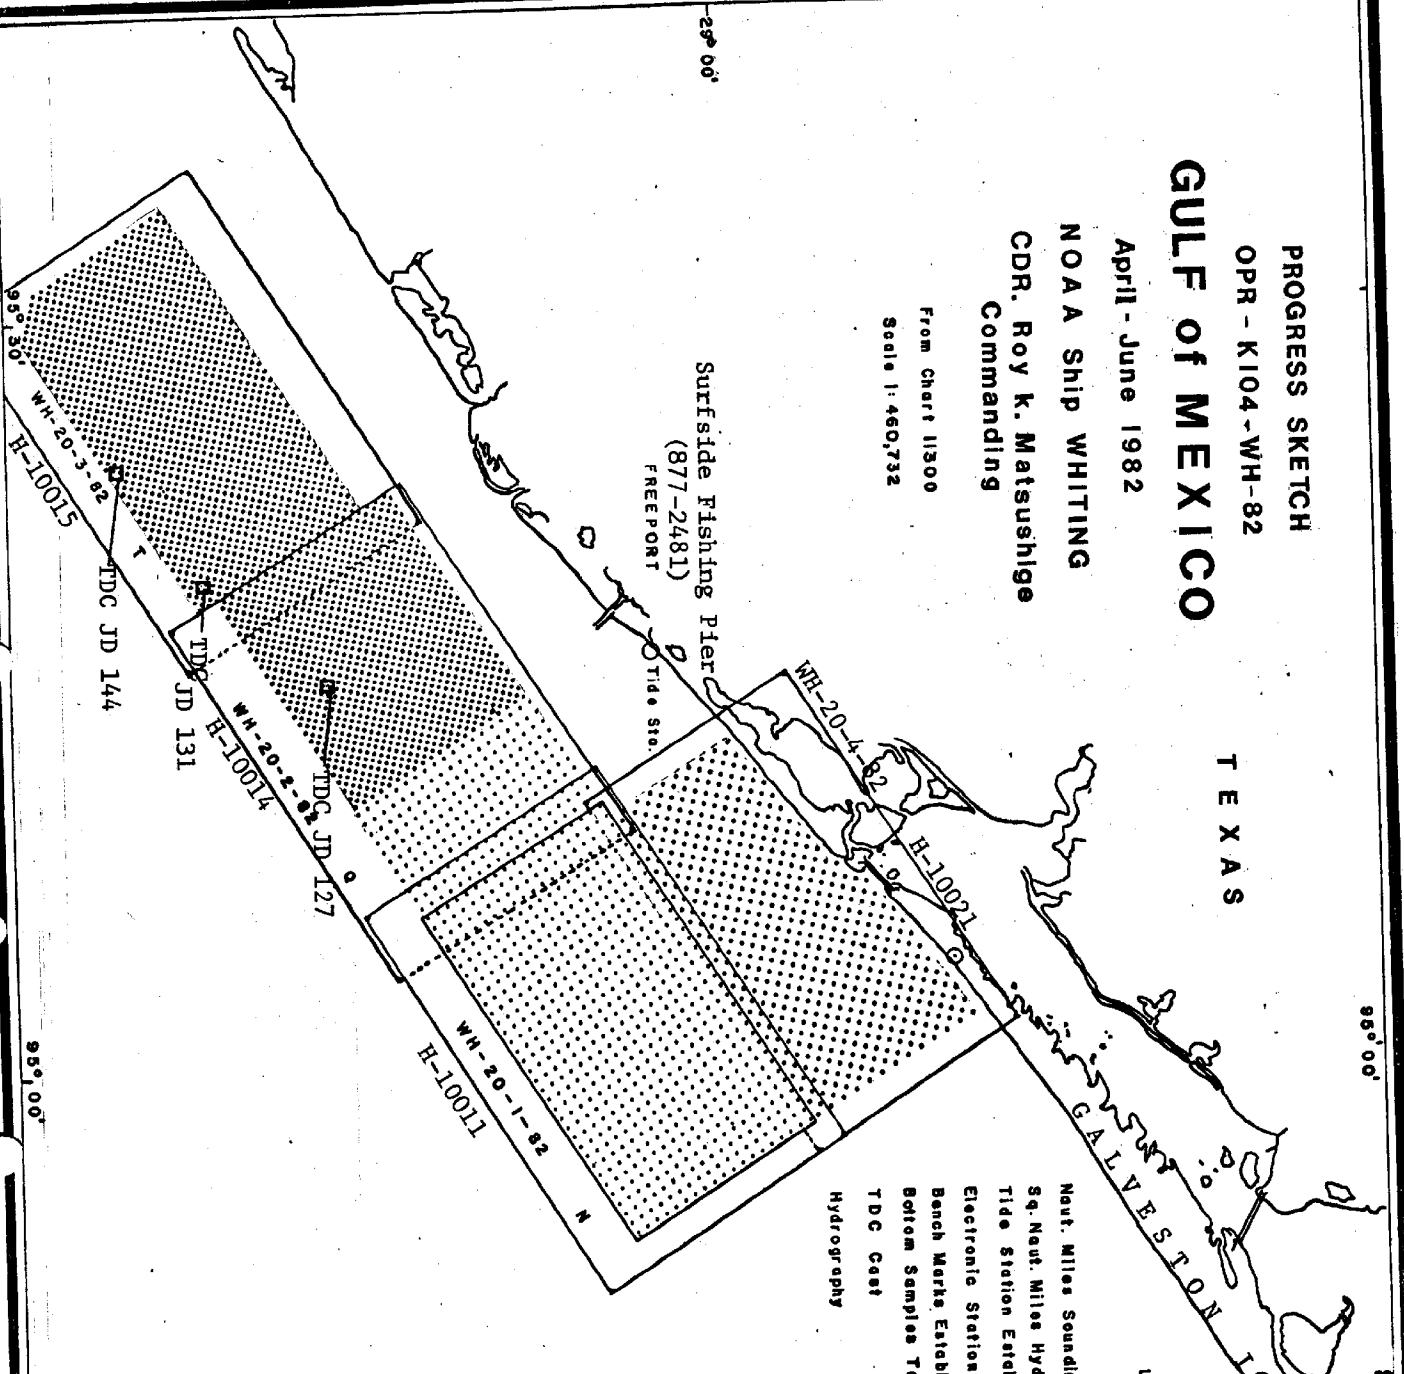 PROGRESS SKETCH
OPR-K104-WH-82
GULF of MEXICO
TEXAS
April - June 1982
NOAA Ship WHITING
CDR. Roy K. Matsushige
Commanding
From Chart 11300
Scale 1:460,732
29° 00'
95° 00'
Surfside Fishing Pier
(877-2481)
FREEPORT
Tide Sta.
WH-20-4-82
H-10021
GALVESTON
WH-20-3-82
H-10015
T
TDC JD 144
TDC
JD 131
WH-20-2-82
H-10014
TDC JD 127
WH-20-1-82
H-10011
N
95° 30'
95° 00'
Naut. Miles
Sq. Naut. Miles
Tide Station
Electronic Station
Bench Marks
Bottom Samples
TDC Cast
Hydrography